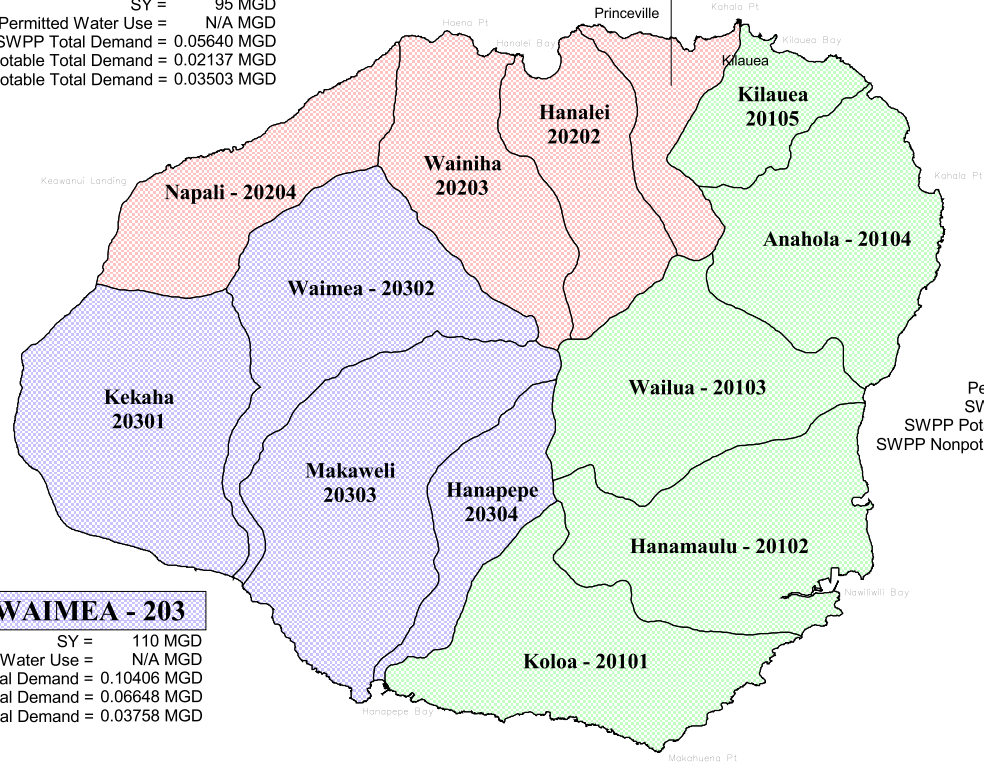 SY = 95 MGD
Permitted Water Use = N/A MGD
SWPP Total Demand = 0.05640 MGD
otable Total Demand = 0.02137 MGD
otable Total Demand = 0.03503 MGD
Princeville
Kahala Pt
Haena Pt
Hanalei Bay
Kilauea Bay
Kilauea
Kilauea
20105
Hanalei
20202
Wainiha
20203
Keawanui Landing
Napali - 20204
Kahala Pt
Anahola - 20104
Waimea - 20302
Wailua - 20103
Kekaha
20301
Pe
SW
SWPP Pot
SWPP Nonpot
Makaweli
20303
Hanapepe
20304
Hanamaulu - 20102
Nawiliwili Bay
WAIMEA - 203
SY = 110 MGD
Water Use = N/A MGD
al Demand = 0.10406 MGD
al Demand = 0.06648 MGD
al Demand = 0.03758 MGD
Koloa - 20101
Hanapepe Bay
Makahuena Pt